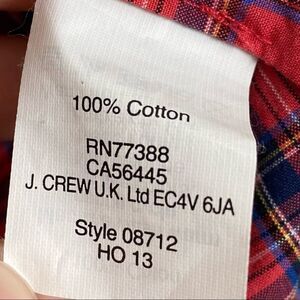 100% Cotton
RN77388
CA56445
J. CREW U.K. Ltd EC4V 6JA
Style 08712
HO 13